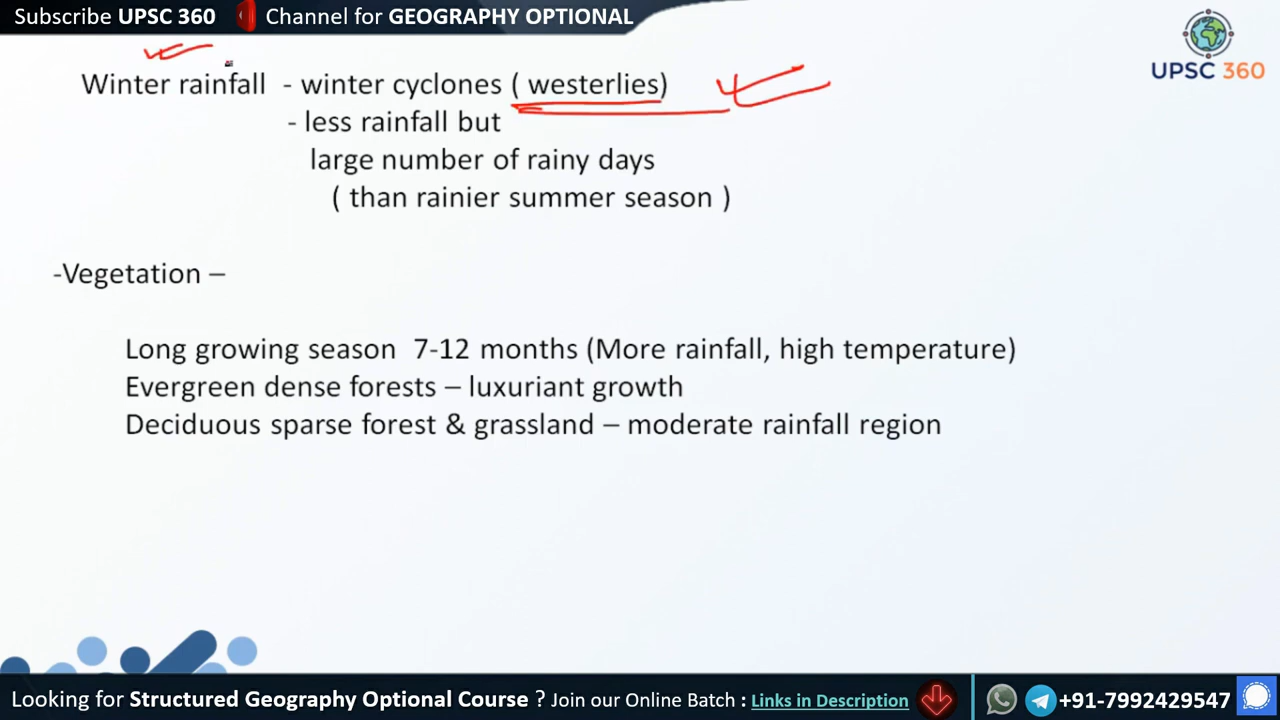 Subscribe UPSC 360 Channel for GEOGRAPHY OPTIONAL
UPSC 360
Winter rainfall - winter cyclones ( westerlies)
- less rainfall but
large number of rainy days
( than rainier summer season )
-Vegetation –
Long growing season 7-12 months (More rainfall, high temperature)
Evergreen dense forests – luxuriant growth
Deciduous sparse forest & grassland – moderate rainfall region
Looking for Structured Geography Optional Course ? Join our Online Batch : Links in Description +91-7992429547